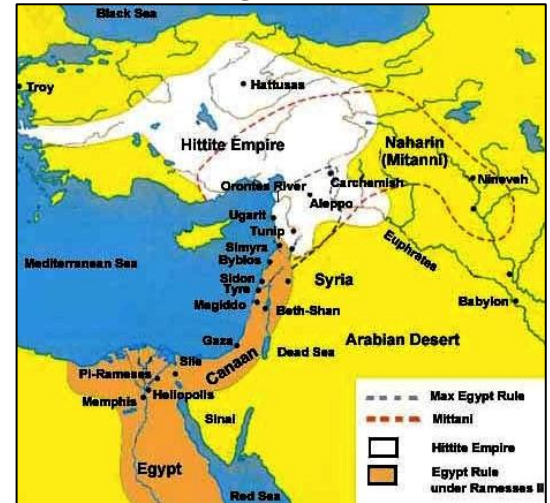 Black Sea
Troy
Hattusas
Hittite Empire
Naharin
(Mitanni)
Orontes River
Carchemish
Nineveh
Aleppo
Ugarit
Tunip
Simyra
Byblos
Mediterranean Sea
Sidon
Tyre
Syria
Euphrates
Megiddo
Beth-Shan
Babylon
Gaza
Canaan
Dead Sea
Arabian Desert
Sile
Pi-Rameses
Heliopolis
Memphis
Sinai
Egypt
Red Sea
Max Egypt Rule
Mittani
Hittite Empire
Egypt Rule
under Ramesses II